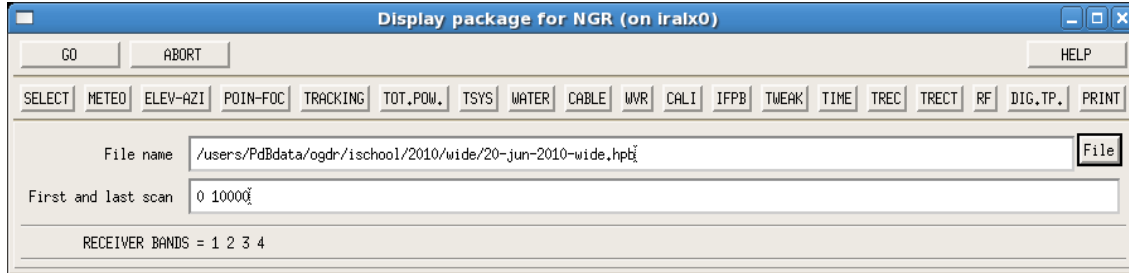 Display package for NGR (on iralx0)
GO ABORT HELP
SELECT METEO ELEV-AZI POIN-FOC TRACKING TOT.POW. TSYS WATER CABLE WVR CALI IFPB TWEAK TIME TREC TRECT RF DIG.TP. PRINT
File name /users/PdBdata/ogdr/ischool/2010/wide/20-jun-2010-wide.hpb File
First and last scan 0 10000
RECEIVER BANDS = 1 2 3 4